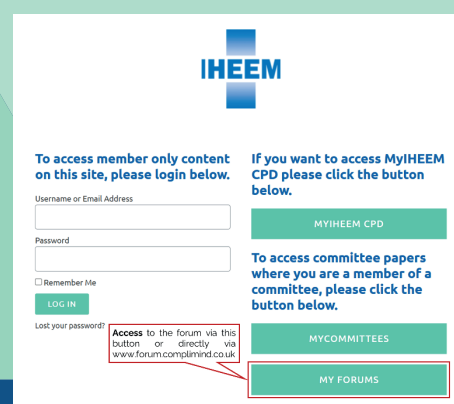 IHEEM
To access member only content
on this site, please login below.
Username or Email Address
Password
Remember Me
LOG IN
Lost your password?
Access to the forum via this
button or directly via
www.forum.complimind.co.uk
If you want to access MyIHEEM
CPD please click the button
below.
MYIHEEM CPD
To access committee papers
where you are a member of a
committee, please click the
button below.
MYCOMMITTEES
MY FORUMS